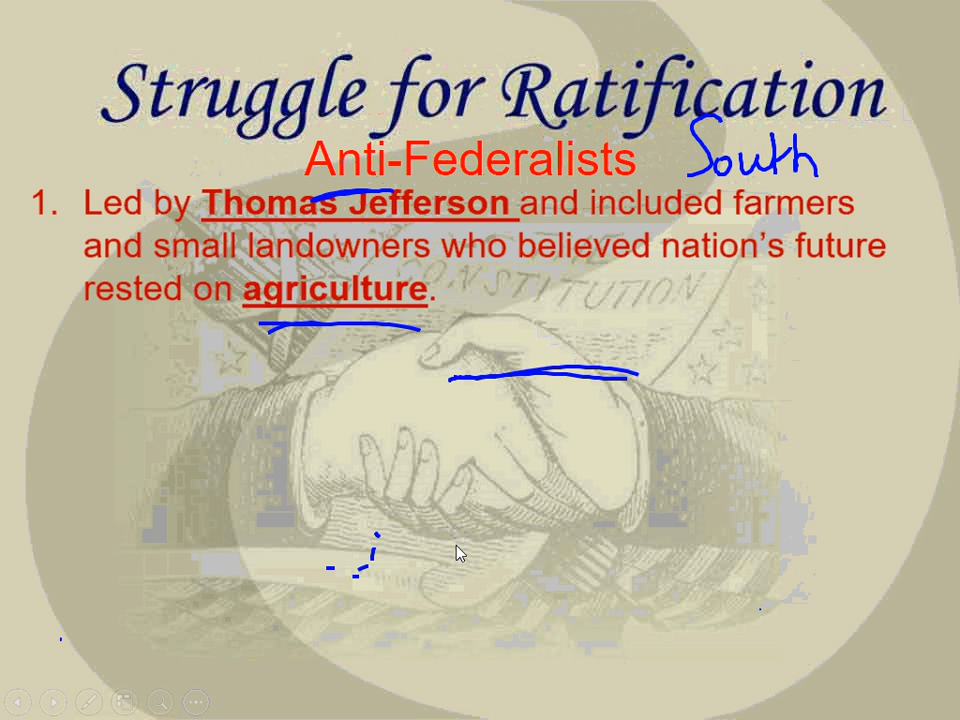 Struggle for Ratification
Anti-Federalists South
1. Led by Thomas Jefferson and included farmers
and small landowners who believed nation's future
rested on agriculture.
CONSTITUTION